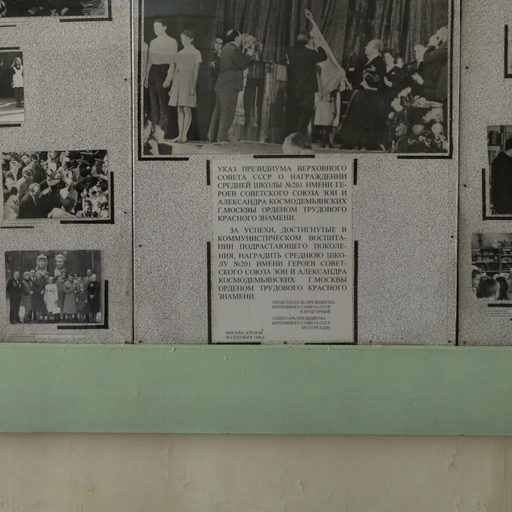 УКАЗ ПРЕЗИДИУМА ВЕРХОВНОГО
СОВЕТА СССР О НАГРАЖДЕНИИ
СРЕДНЕЙ ШКОЛЫ №201 ИМЕНИ ГЕ-
РОЕВ СОВЕТСКОГО СОЮЗА ЗОИ И
АЛЕКСАНДРА КОСМОДЕМЬЯНСКИХ
Г.МОСКВЫ ОРДЕНОМ ТРУДОВОГО
КРАСНОГО ЗНАМЕНИ.
ЗА УСПЕХИ, ДОСТИГНУТЫЕ В
КОММУНИСТИЧЕСКОМ ВОСПИТА-
НИИ ПОДРАСТАЮЩЕГО ПОКОЛЕ-
НИЯ, НАГРАДИТЬ СРЕДНЮЮ ШКО-
ЛУ №201 ИМЕНИ ГЕРОЕВ СОВЕТ-
СКОГО СОЮЗА ЗОИ И АЛЕКСАНДРА
КОСМОДЕМЬЯНСКИХ Г.МОСКВЫ
ОРДЕНОМ ТРУДОВОГО КРАСНОГО
ЗНАМЕНИ.
ПРЕДСЕДАТЕЛЬ ПРЕЗИДИУМА
ВЕРХОВНОГО СОВЕТА СССР
Н.ПОДГОРНЫЙ
СЕКРЕТАРЬ ПРЕЗИДИУМА
ВЕРХОВНОГО СОВЕТА СССР
М.ГЕОРГАДЗЕ
МОСКВА, КРЕМЛЬ